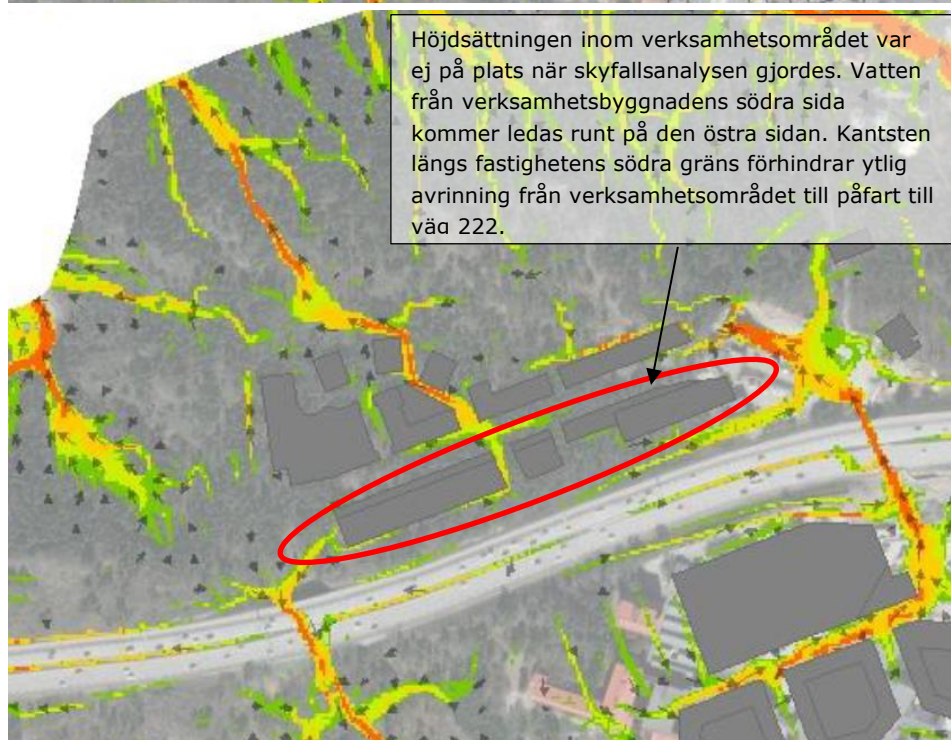 Höjdsättningen inom verksamhetsområdet var
ej på plats när skyfallsanalysen gjordes. Vatten
från verksamhetsbyggnadens södra sida
kommer ledas runt på den östra sidan. Kantsten
längs fastighetens södra gräns förhindrar ytlig
avrinning från verksamhetsområdet till påfart till
väg 222.